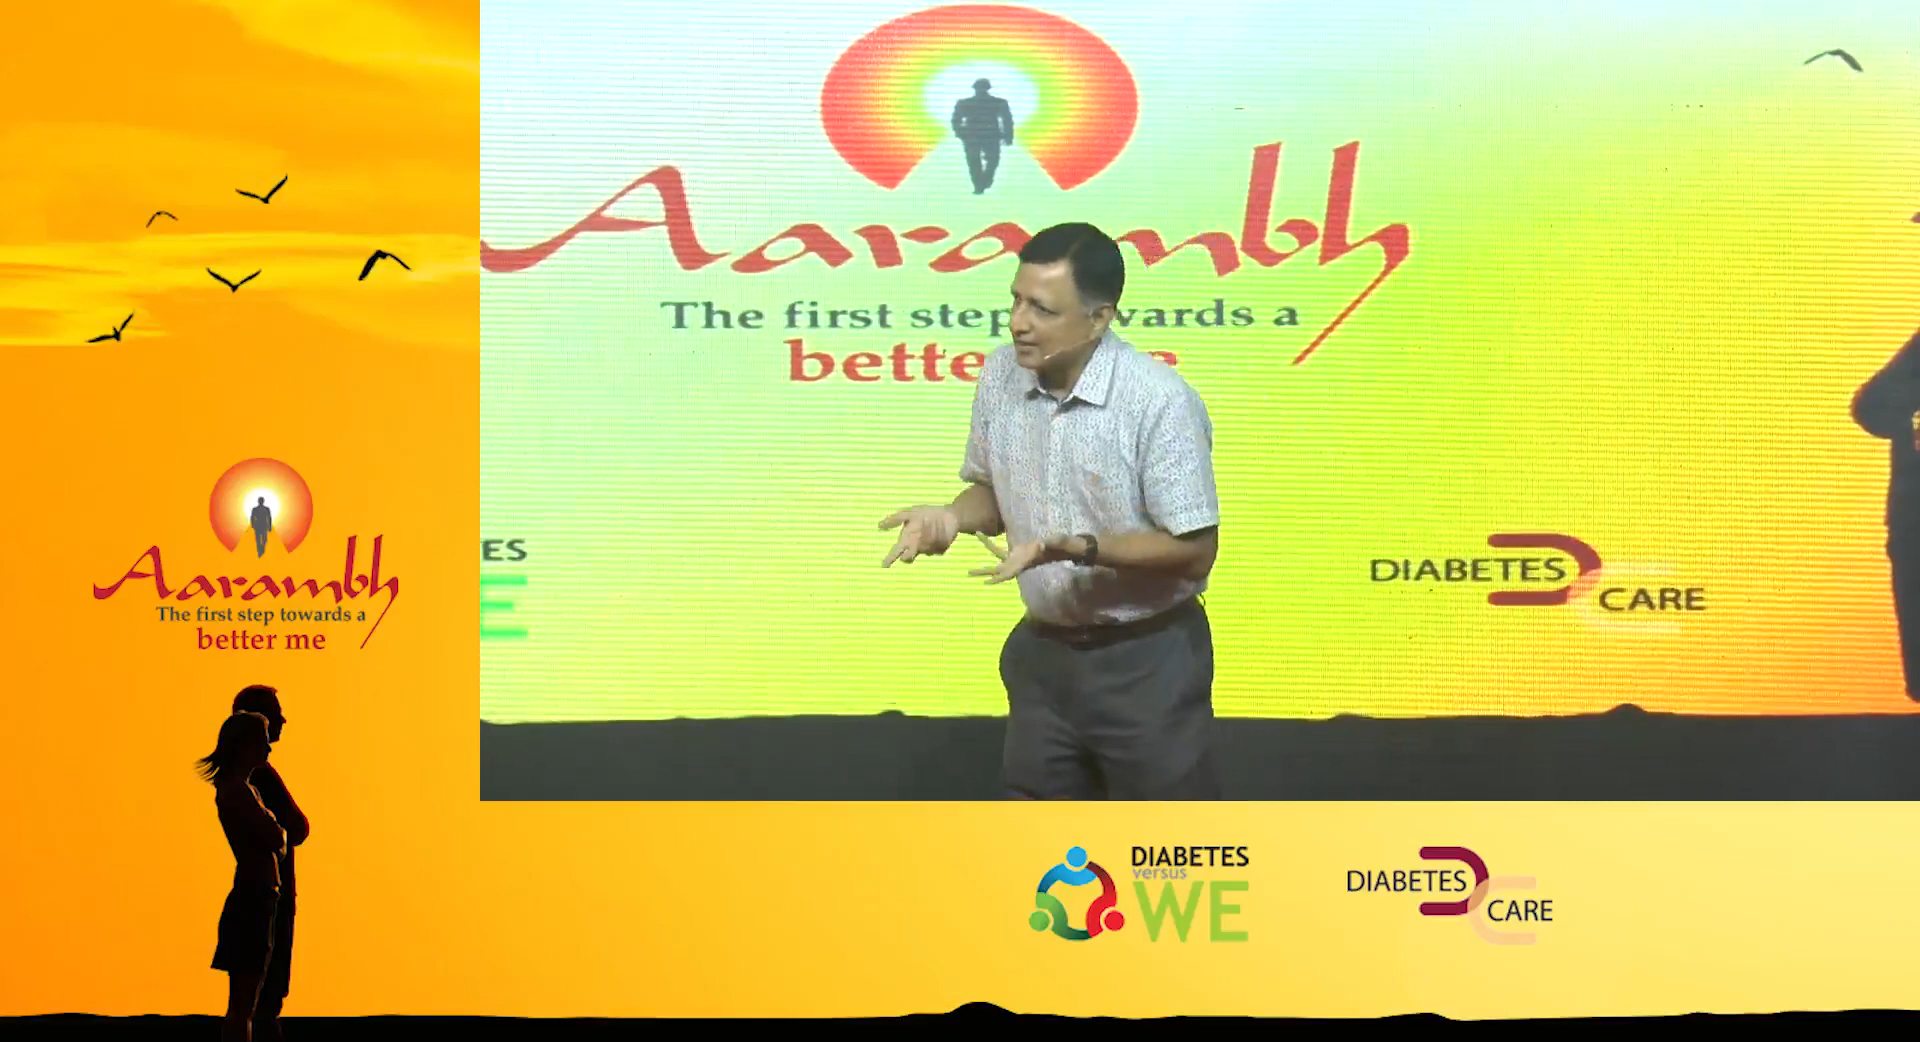 Aarambh
The first step towards a
better me
Aarambh
The first step wards a
bette e
ES
E
DIABETES
CARE
DIABETES
versus
WE
DIABETES
CARE